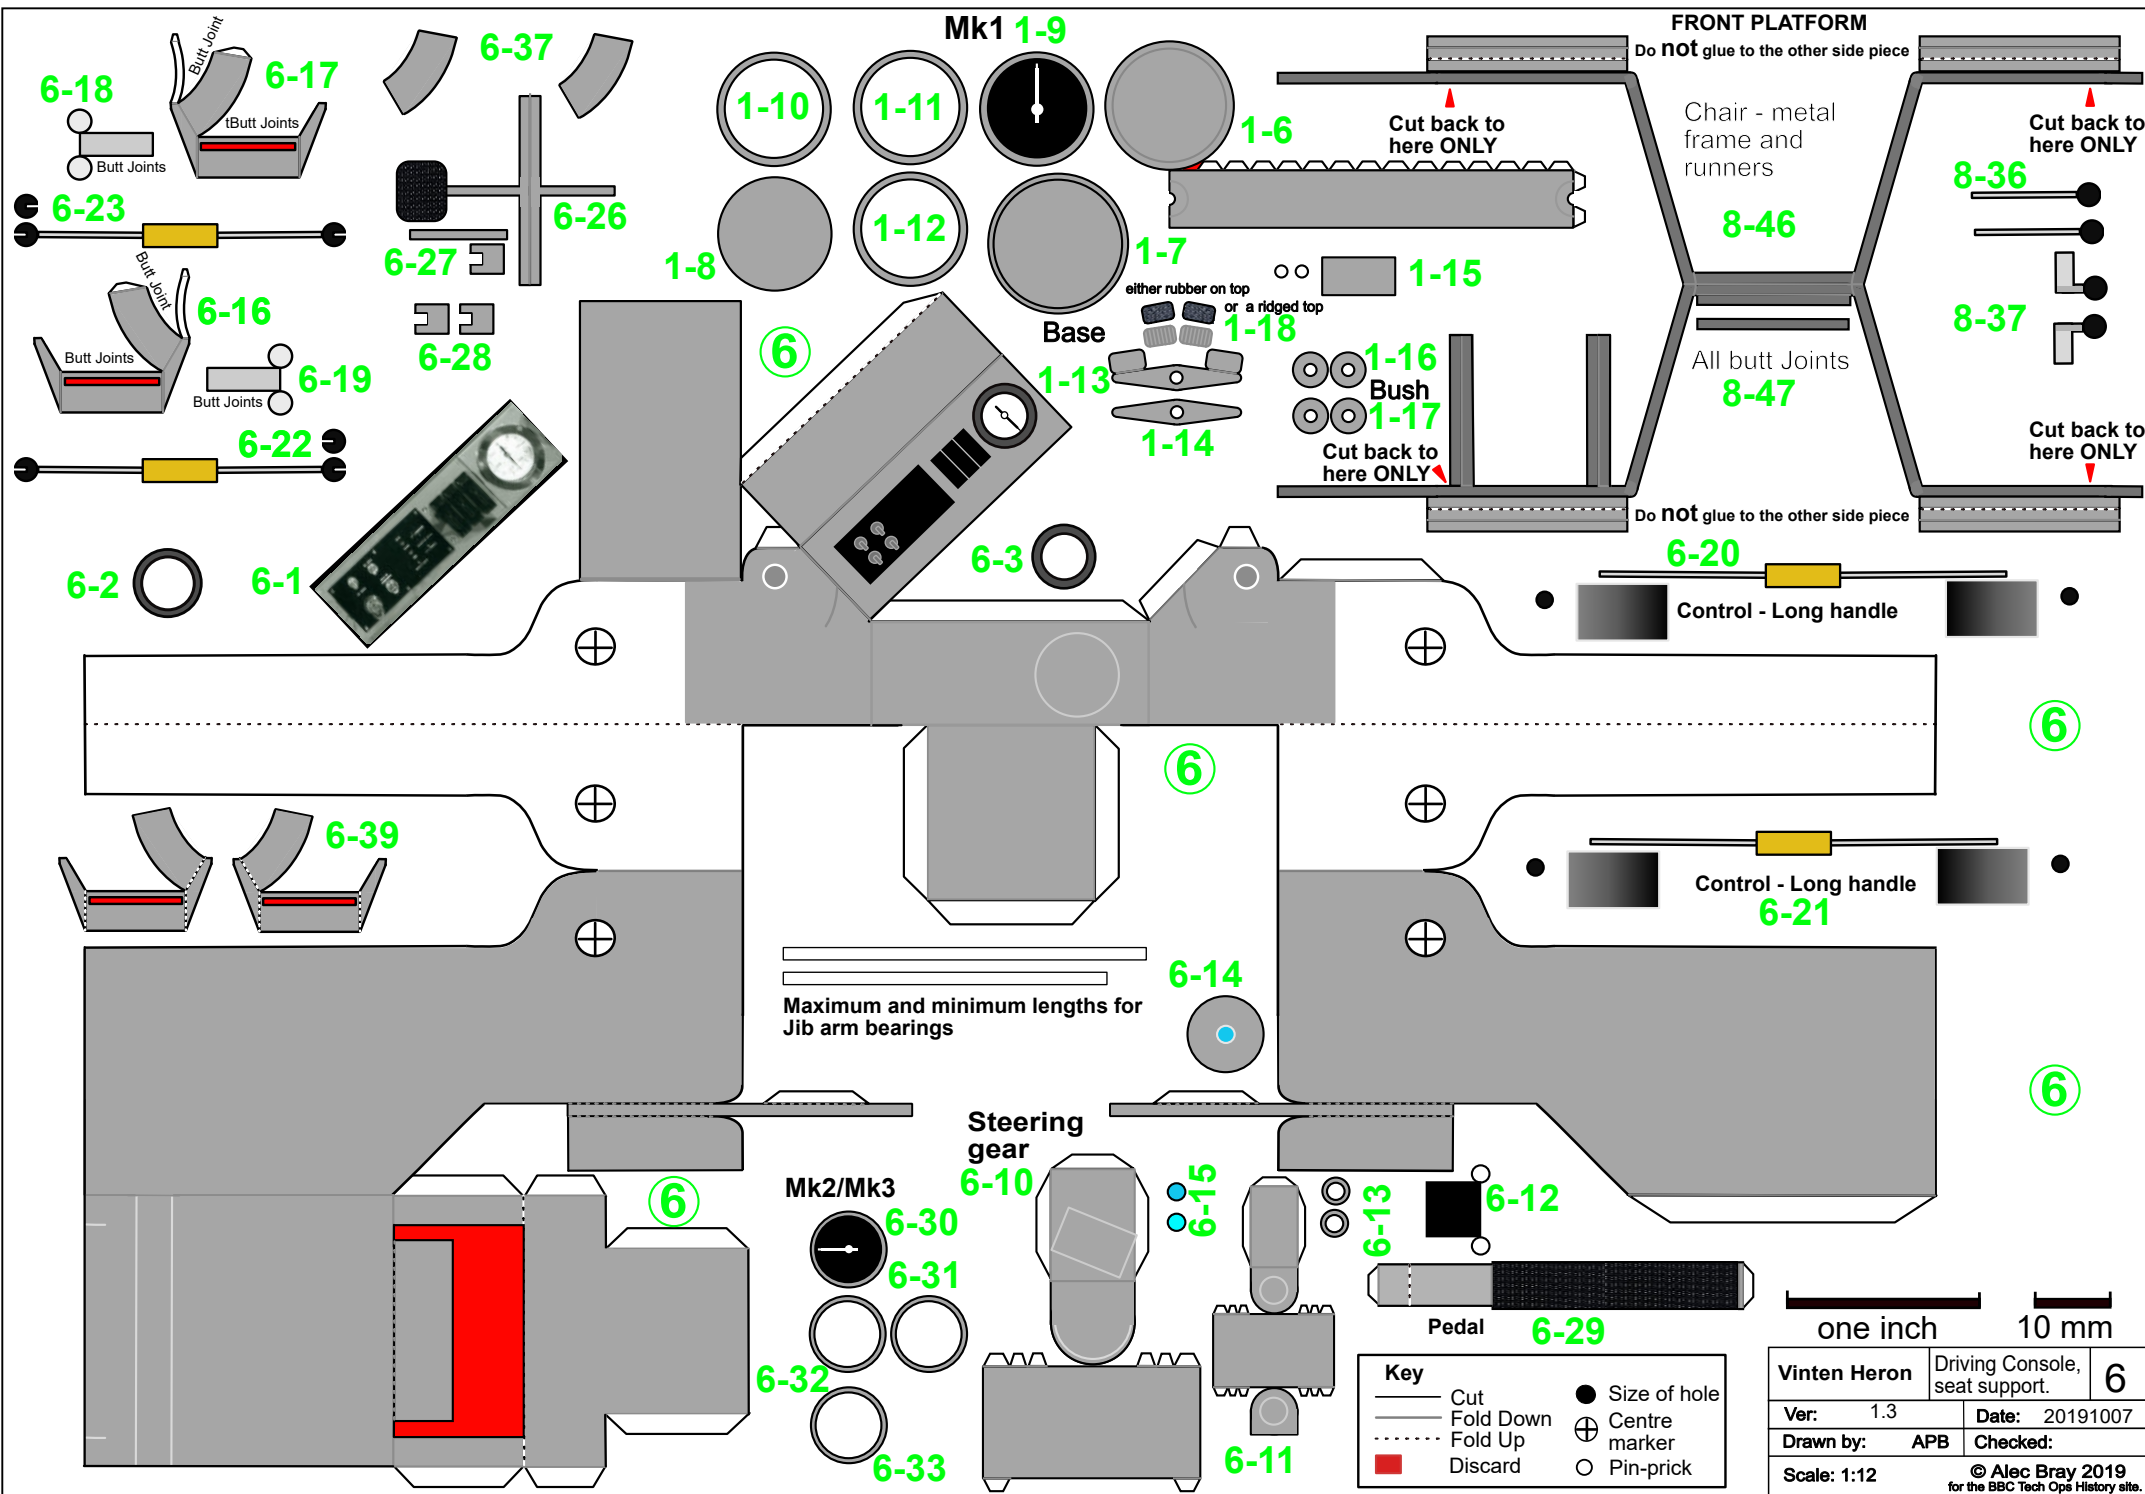 Mk1 1-9
FRONT PLATFORM
Do not glue to the other side piece
Butt Joint
6-17
6-37
6-18
tButt Joints
Butt Joints
1-10
1-11
1-6
Cut back to
here ONLY
Chair - metal
frame and
runners
Cut back to
here ONLY
6-23
6-26
6-27
1-8
1-12
1-7
1-15
8-46
8-36
Butt Joint
6-16
Butt Joints
6-19
Butt Joints
6-28
6
Base
either rubber on top
or a ridged top
1-18
1-13
1-14
1-16
Bush
1-17
8-37
All butt Joints
8-47
6-22
Cut back to
here ONLY
Cut back to
here ONLY
Do not glue to the other side piece
6-2
6-1
6-3
6-20
Control - Long handle
6
6
6-39
Control - Long handle
6-21
6-14
Maximum and minimum lengths for
Jib arm bearings
6
Steering
gear
6-10
6-15
6-13
6-12
6
Mk2/Mk3
6-30
6-31
6-32
6-33
6-11
Pedal
6-29
one inch
10 mm
Key
Cut
Fold Down
Fold Up
Discard
Size of hole
Centre
marker
Pin-prick
Vinten Heron
Driving Console,
seat support.
6
Ver: 1.3
Date: 20191007
Drawn by: APB
Checked:
Scale: 1:12
© Alec Bray 2019
for the BBC Tech Ops History site.